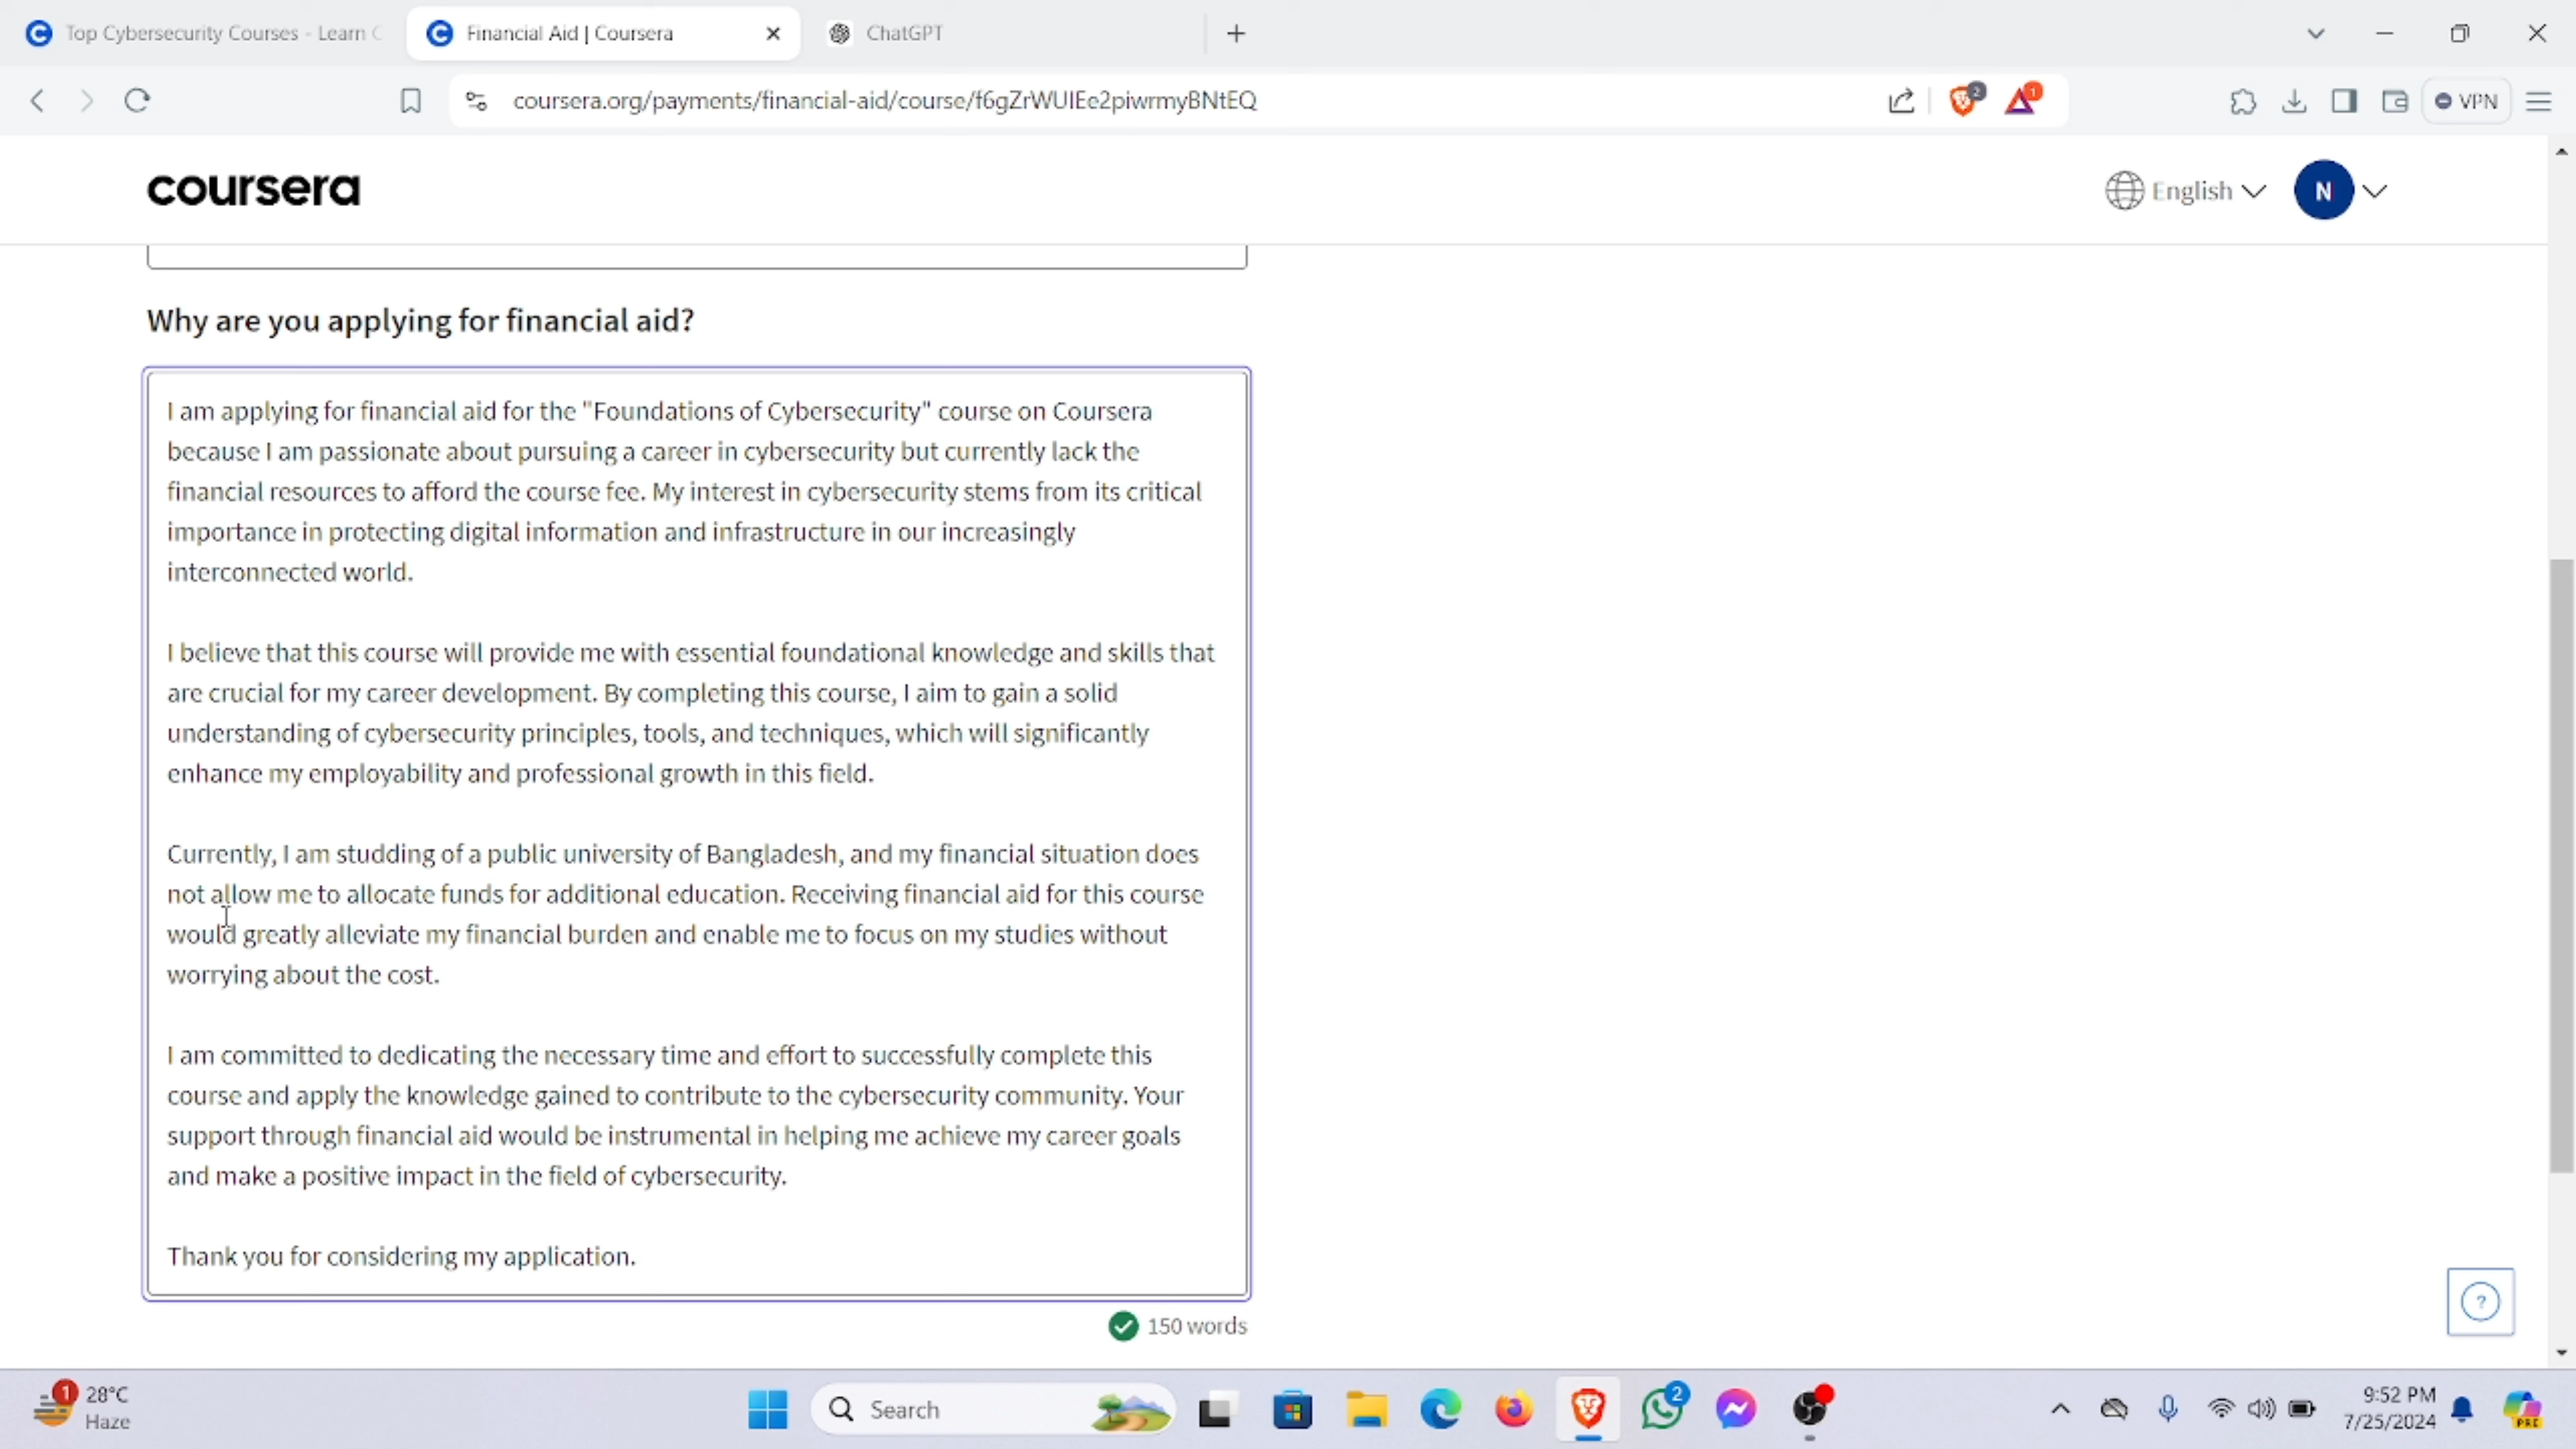 Top Cybersecurity Courses - Learn C
Financial Aid | Coursera
ChatGPT
coursera.org/payments/financial-aid/course/f6gZrWUIEe2piwrmyBNtEQ
2
1
VPN
coursera
English
N
Why are you applying for financial aid?
I am applying for financial aid for the "Foundations of Cybersecurity" course on Coursera
because I am passionate about pursuing a career in cybersecurity but currently lack the
financial resources to afford the course fee. My interest in cybersecurity stems from its critical
importance in protecting digital information and infrastructure in our increasingly
interconnected world.
I believe that this course will provide me with essential foundational knowledge and skills that
are crucial for my career development. By completing this course, I aim to gain a solid
understanding of cybersecurity principles, tools, and techniques, which will significantly
enhance my employability and professional growth in this field.
Currently, I am studding of a public university of Bangladesh, and my financial situation does
not allow me to allocate funds for additional education. Receiving financial aid for this course
would greatly alleviate my financial burden and enable me to focus on my studies without
worrying about the cost.
I am committed to dedicating the necessary time and effort to successfully complete this
course and apply the knowledge gained to contribute to the cybersecurity community. Your
support through financial aid would be instrumental in helping me achieve my career goals
and make a positive impact in the field of cybersecurity.
Thank you for considering my application.
150 words
?
1
28°C
Haze
Search
2
9:52 PM
7/25/2024
PRE